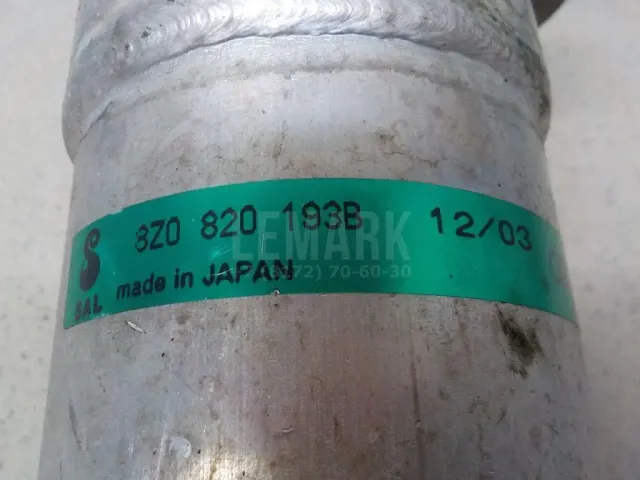 8Z0 820 193B 12/03
SAL made in JAPAN
LEMARK
72) 70-60-30